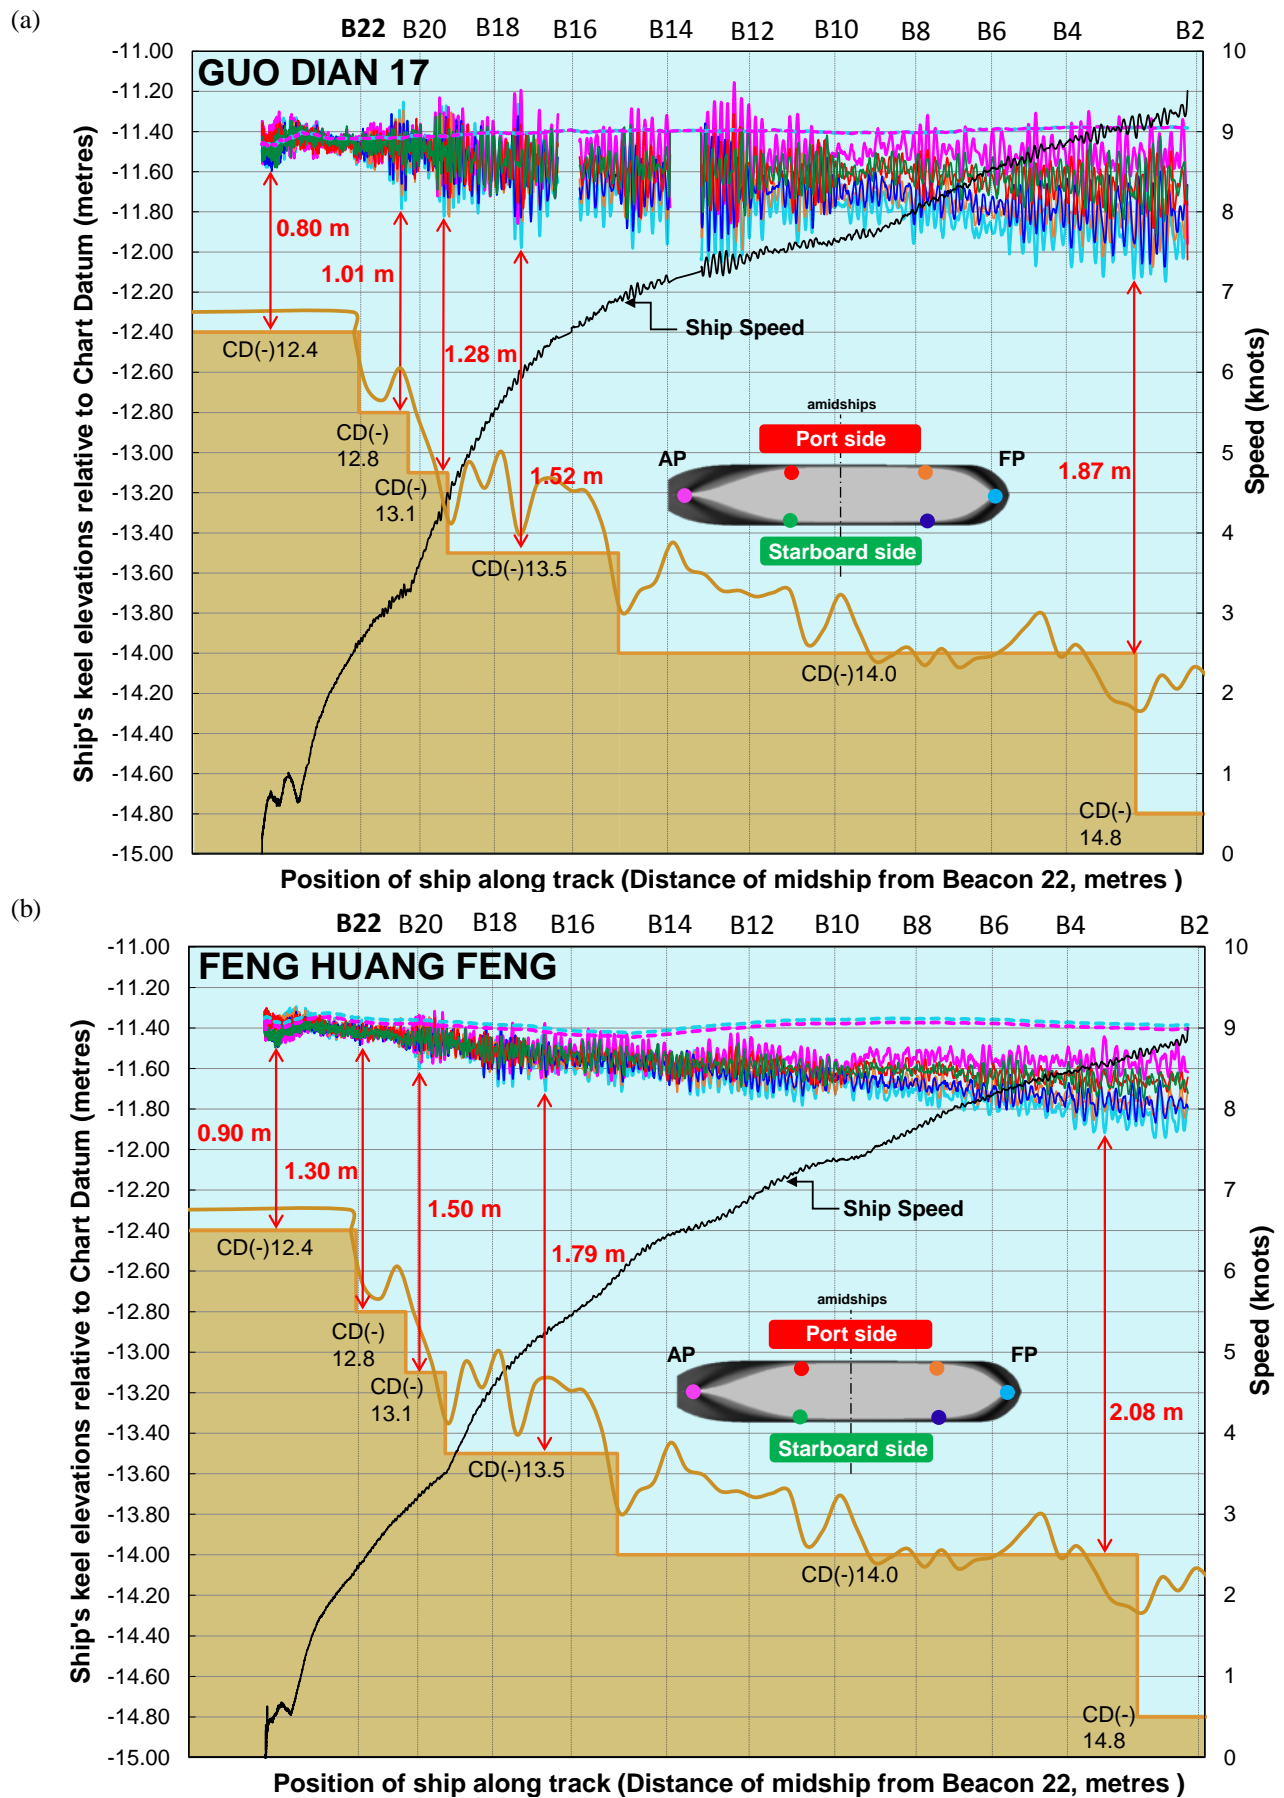 (a)
B22 B20 B18 B16 B14 B12 B10 B8 B6 B4 B2
GUO DIAN 17
-11.00
-11.20
-11.40
-11.60
-11.80
-12.00
-12.20
-12.40
-12.60
-12.80
-13.00
-13.20
-13.40
-13.60
-13.80
-14.00
-14.20
-14.40
-14.60
-14.80
-15.00
Ship's keel elevations relative to Chart Datum (metres)
10
9
8
7
6
5
4
3
2
1
0
Speed (knots)
0.80 m
1.01 m
1.28 m
1.52 m
1.87 m
Ship Speed
CD(-)12.4
CD(-)
12.8
CD(-)
13.1
CD(-)13.5
CD(-)14.0
CD(-)
14.8
amidships
Port side
AP
FP
Starboard side
Position of ship along track (Distance of midship from Beacon 22, metres )
(b)
B22 B20 B18 B16 B14 B12 B10 B8 B6 B4 B2
FENG HUANG FENG
-11.00
-11.20
-11.40
-11.60
-11.80
-12.00
-12.20
-12.40
-12.60
-12.80
-13.00
-13.20
-13.40
-13.60
-13.80
-14.00
-14.20
-14.40
-14.60
-14.80
-15.00
Ship's keel elevations relative to Chart Datum (metres)
10
9
8
7
6
5
4
3
2
1
0
Speed (knots)
0.90 m
1.30 m
1.50 m
1.79 m
2.08 m
Ship Speed
CD(-)12.4
CD(-)
12.8
CD(-)
13.1
CD(-)13.5
CD(-)14.0
CD(-)
14.8
amidships
Port side
AP
FP
Starboard side
Position of ship along track (Distance of midship from Beacon 22, metres )